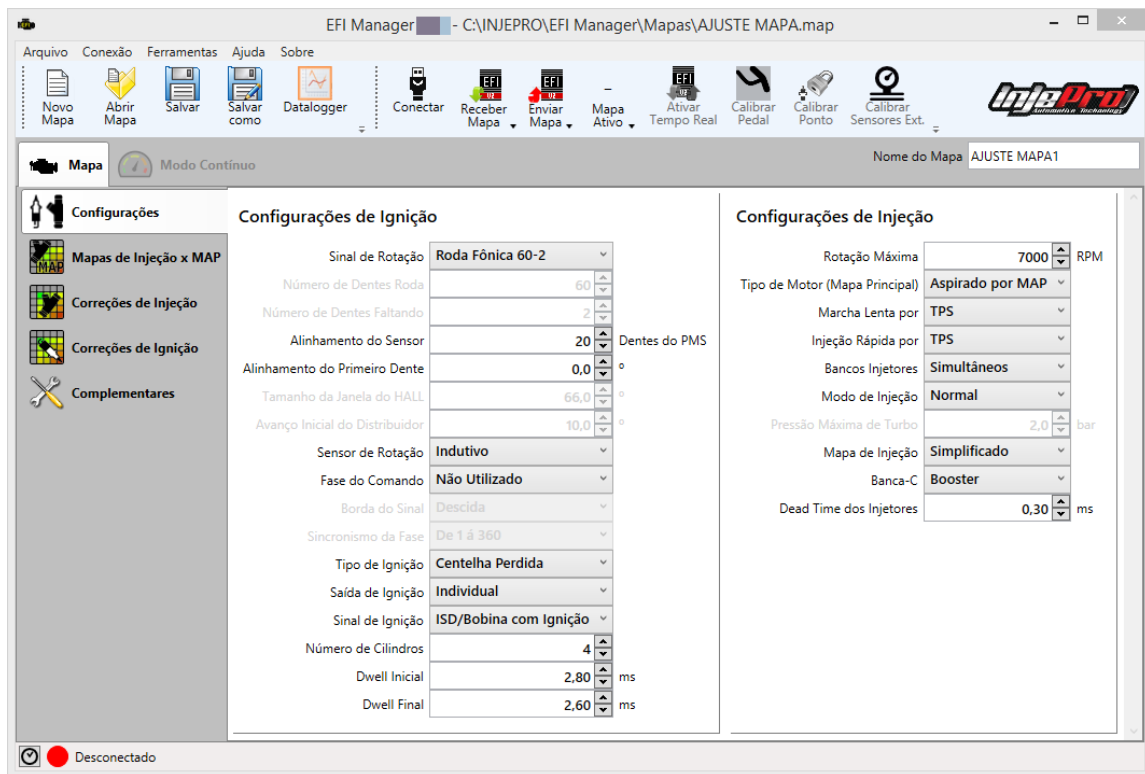 EFI Manager - C:\INJEPRO\EFI Manager\Mapas\AJUSTE MAPA.map
Arquivo Conexão Ferramentas Ajuda Sobre
Novo Mapa
Abrir Mapa
Salvar
Salvar como
Datalogger
Conectar
EFI V2
Receber Mapa
EFI V2
Enviar Mapa
– Mapa Ativo
EFI
Ativar Tempo Real
Calibrar Pedal
Calibrar Ponto
Calibrar Sensores Ext.
InjePro
Automotive Technology
Mapa
Modo Contínuo
Nome do Mapa AJUSTE MAPA1
Configurações
MAP
Mapas de Injeção x MAP
Correções de Injeção
Correções de Ignição
Complementares
Configurações de Ignição
Sinal de Rotação Roda Fônica 60-2
Número de Dentes Roda 60
Número de Dentes Faltando 2
Alinhamento do Sensor 20 Dentes do PMS
Alinhamento do Primeiro Dente 0,0 º
Tamanho da Janela do HALL 66,0 º
Avanço Inicial do Distribuidor 10,0 º
Sensor de Rotação Indutivo
Fase do Comando Não Utilizado
Borda do Sinal Descida
Sincronismo da Fase De 1 á 360
Tipo de Ignição Centelha Perdida
Saída de Ignição Individual
Sinal de Ignição ISD/Bobina com Ignição
Número de Cilindros 4
Dwell Inicial 2,80 ms
Dwell Final 2,60 ms
Configurações de Injeção
Rotação Máxima 7000 RPM
Tipo de Motor (Mapa Principal) Aspirado por MAP
Marcha Lenta por TPS
Injeção Rápida por TPS
Bancos Injetores Simultâneos
Modo de Injeção Normal
Pressão Máxima de Turbo 2,0 bar
Mapa de Injeção Simplificado
Banca-C Booster
Dead Time dos Injetores 0,30 ms
Desconectado